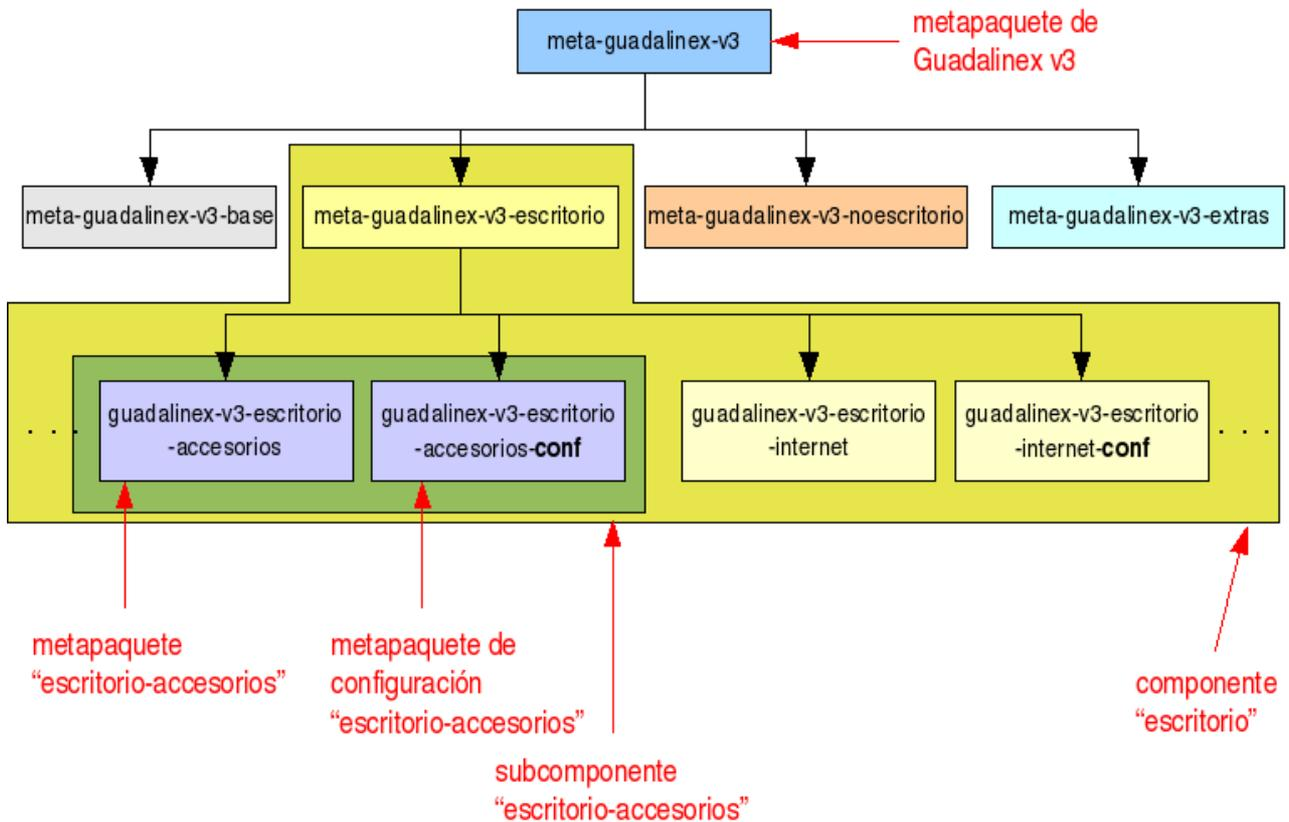 meta-guadalinex-v3
metapaquete de
Guadalinex v3
meta-guadalinex-v3-base
meta-guadalinex-v3-escritorio
meta-guadalinex-v3-noescritorio
meta-guadalinex-v3-extras
. . .
guadalinex-v3-escritorio
-accesorios
guadalinex-v3-escritorio
-accesorios-conf
guadalinex-v3-escritorio
-internet
guadalinex-v3-escritorio
-internet-conf
. . .
metapaquete
“escritorio-accesorios”
metapaquete de
configuración
“escritorio-accesorios”
subcomponente
“escritorio-accesorios”
componente
“escritorio”